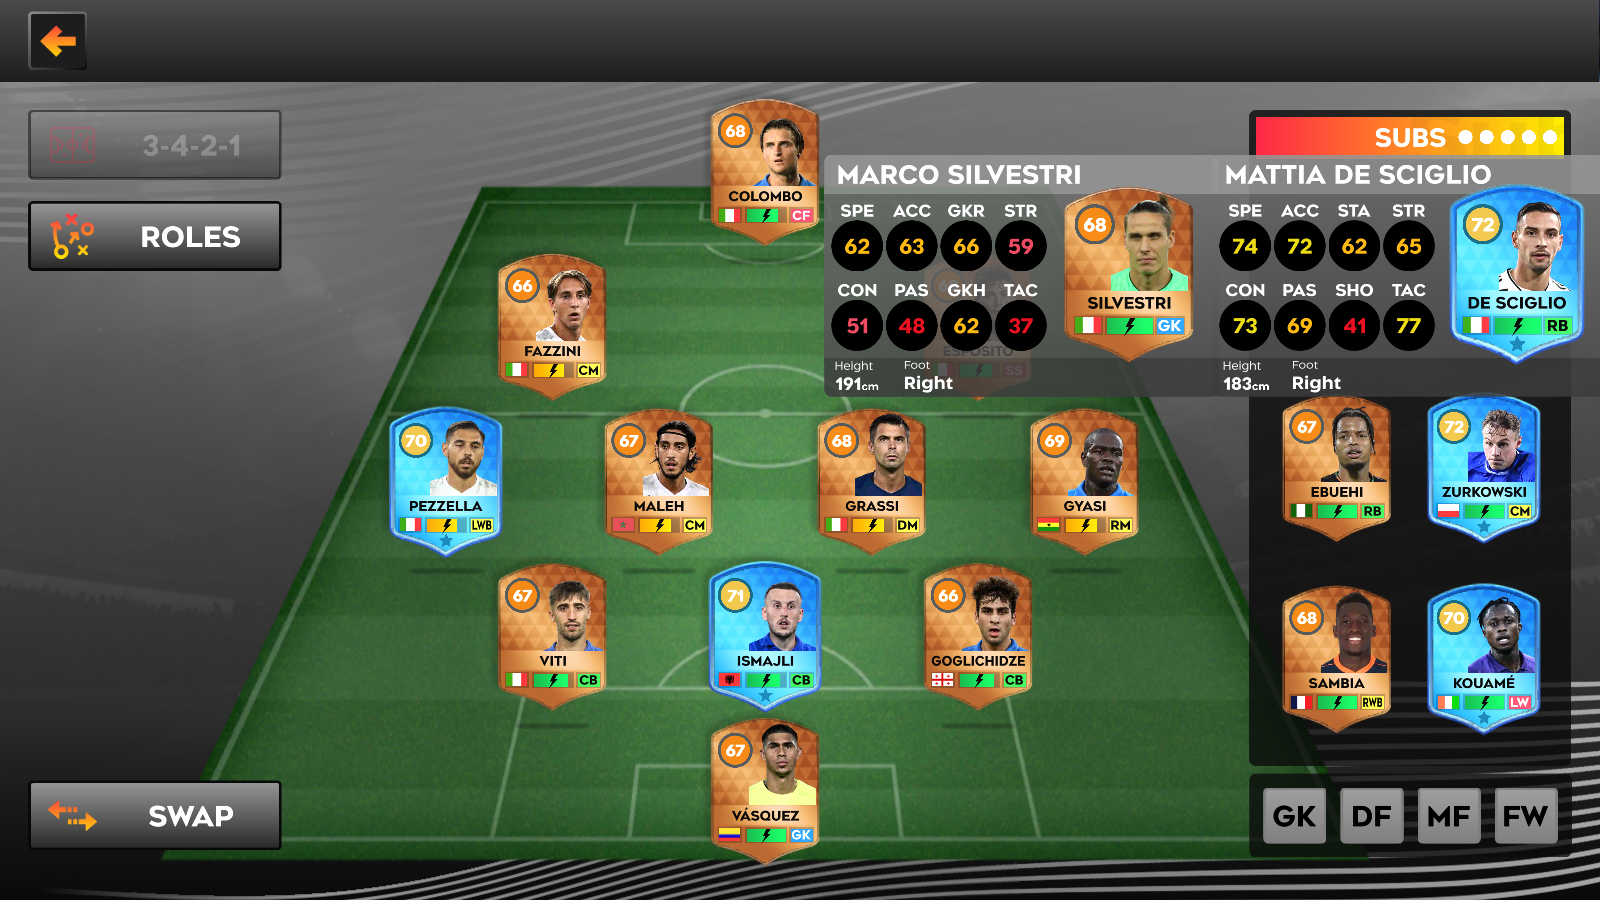 3-4-2-1
ROLES
SWAP
68
COLOMBO
CF
66
FAZZINI
CM
ESPOSITO
SS
70
PEZZELLA
LWB
67
MALEH
CM
68
GRASSI
DM
69
GYASI
RM
67
VITI
CB
71
ISMAJLI
CB
66
GOGLICHIDZE
CB
67
VÁSQUEZ
GK
SUBS
MARCO SILVESTRI
SPE ACC GKR STR
62 63 66 59
CON PAS GKH TAC
51 48 62 37
Height Foot
191cm Right
68
SILVESTRI
GK
MATTIA DE SCIGLIO
SPE ACC STA STR
74 72 62 65
CON PAS SHO TAC
73 69 41 77
Height Foot
183cm Right
72
DE SCIGLIO
RB
67
EBUEHI
RB
72
ZURKOWSKI
CM
68
SAMBIA
RWB
70
KOUAMÉ
LW
GK DF MF FW